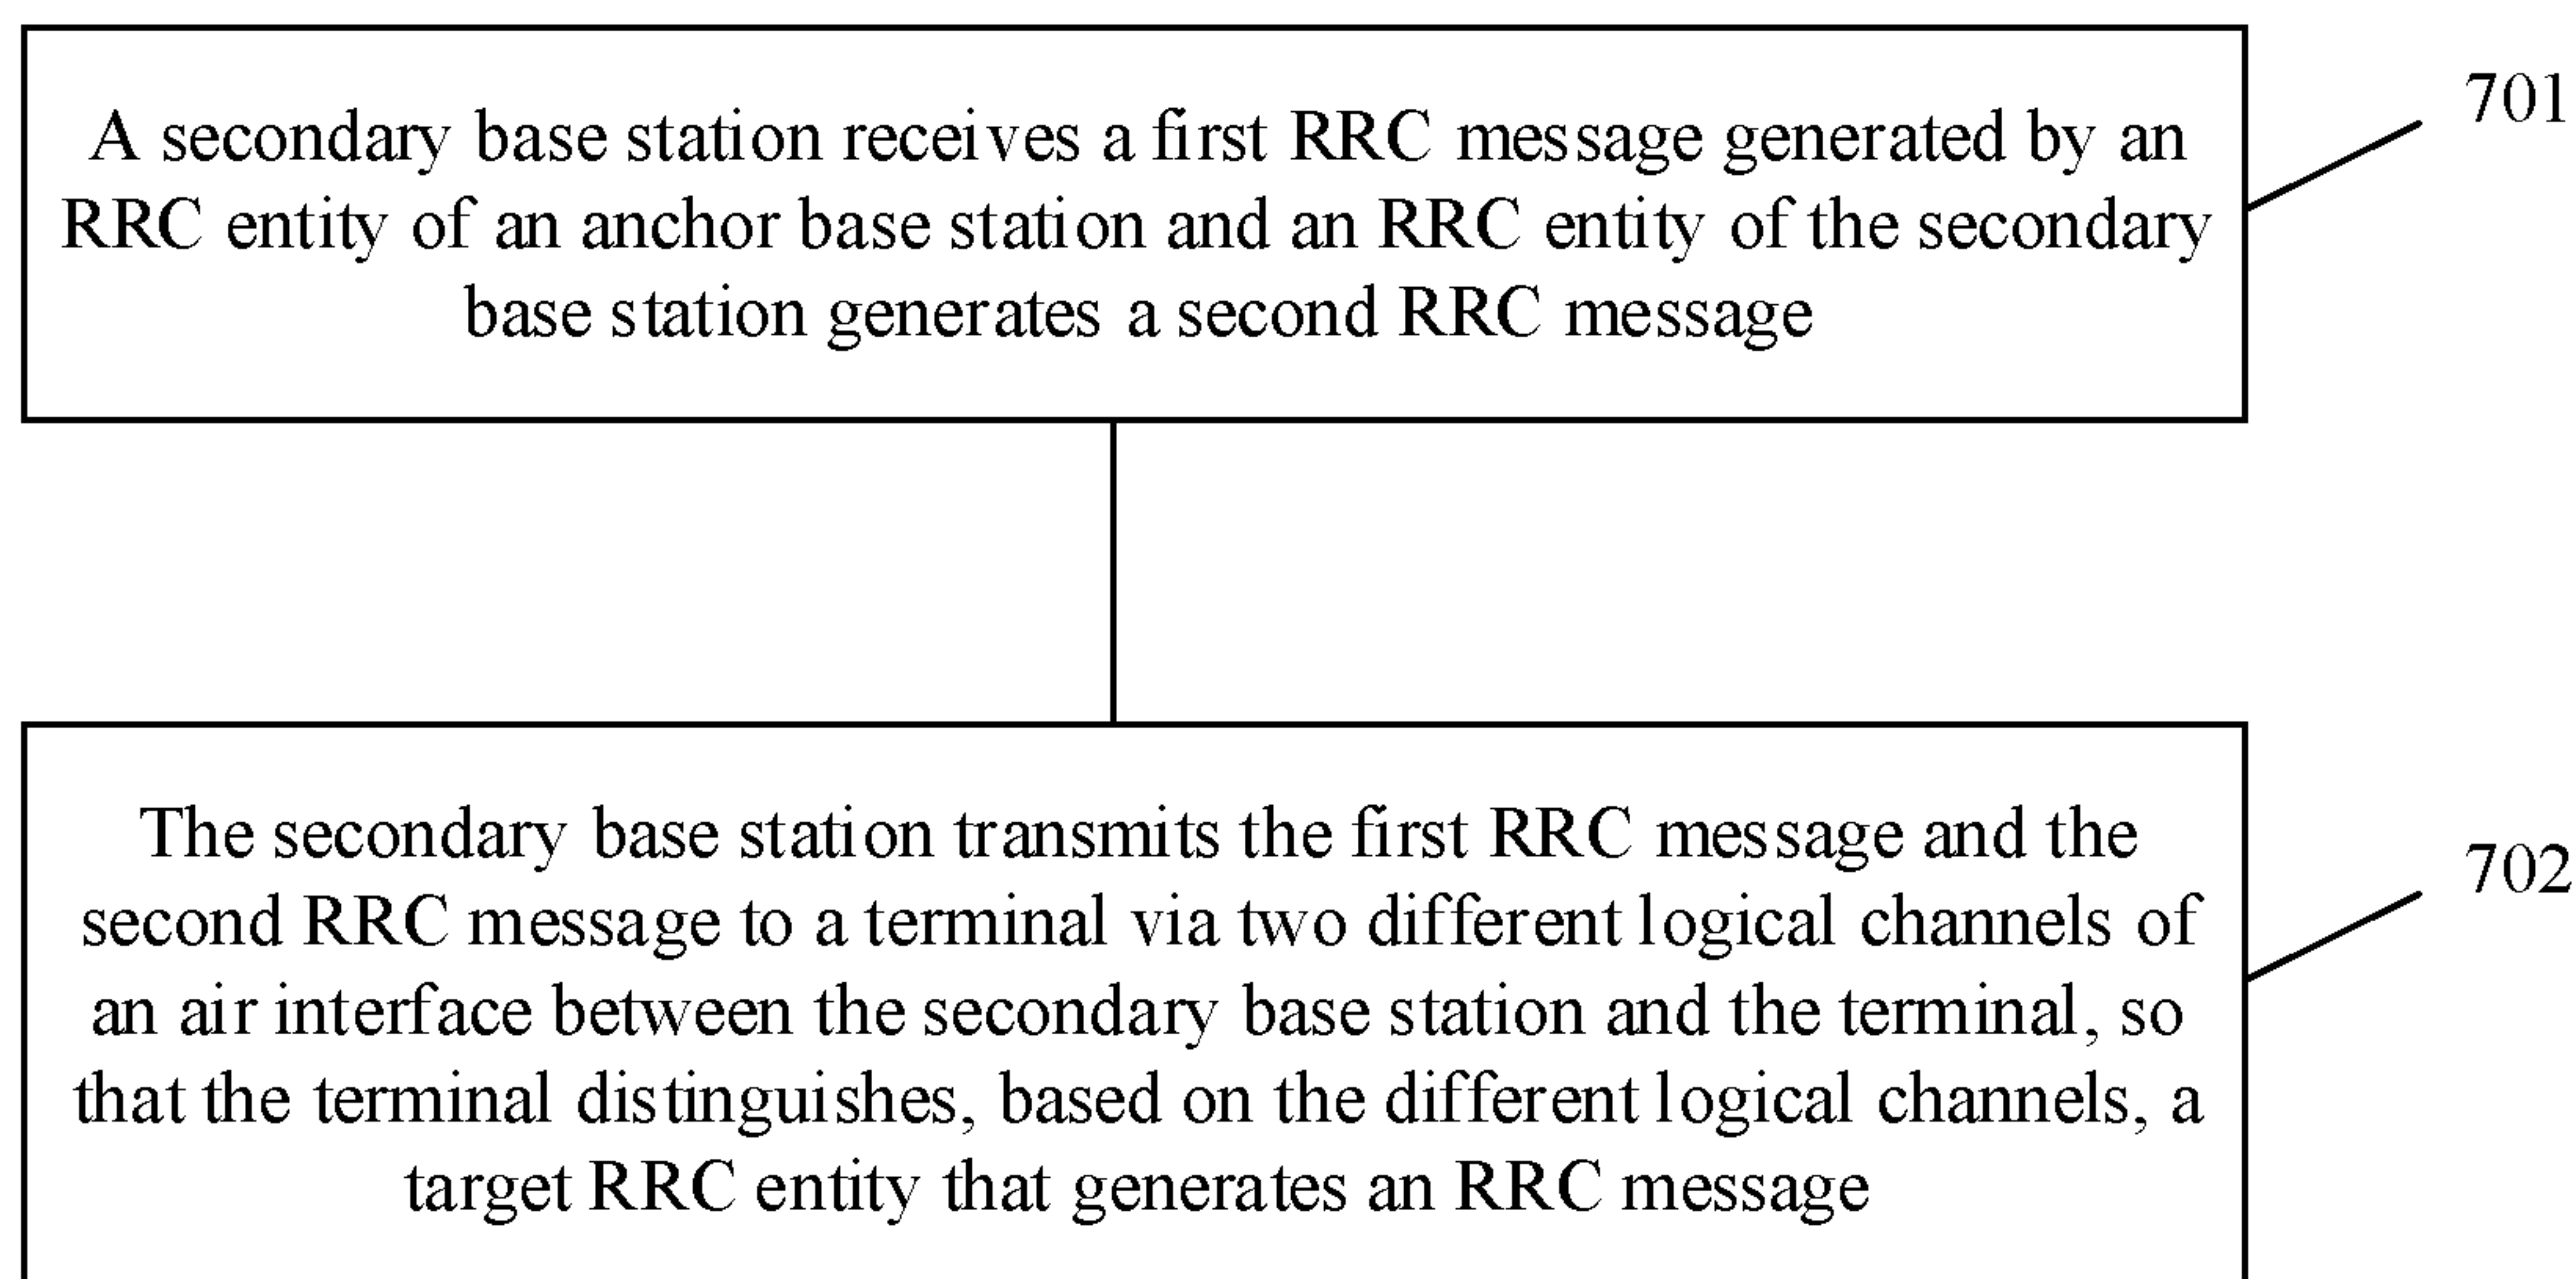 A secondary base station receives a first RRC message generated by an
RRC entity of an anchor base station and an RRC entity of the secondary
base station generates a second RRC message
701
The secondary base station transmits the first RRC message and the
second RRC message to a terminal via two different logical channels of
an air interface between the secondary base station and the terminal, so
that the terminal distinguishes, based on the different logical channels, a
target RRC entity that generates an RRC message
702